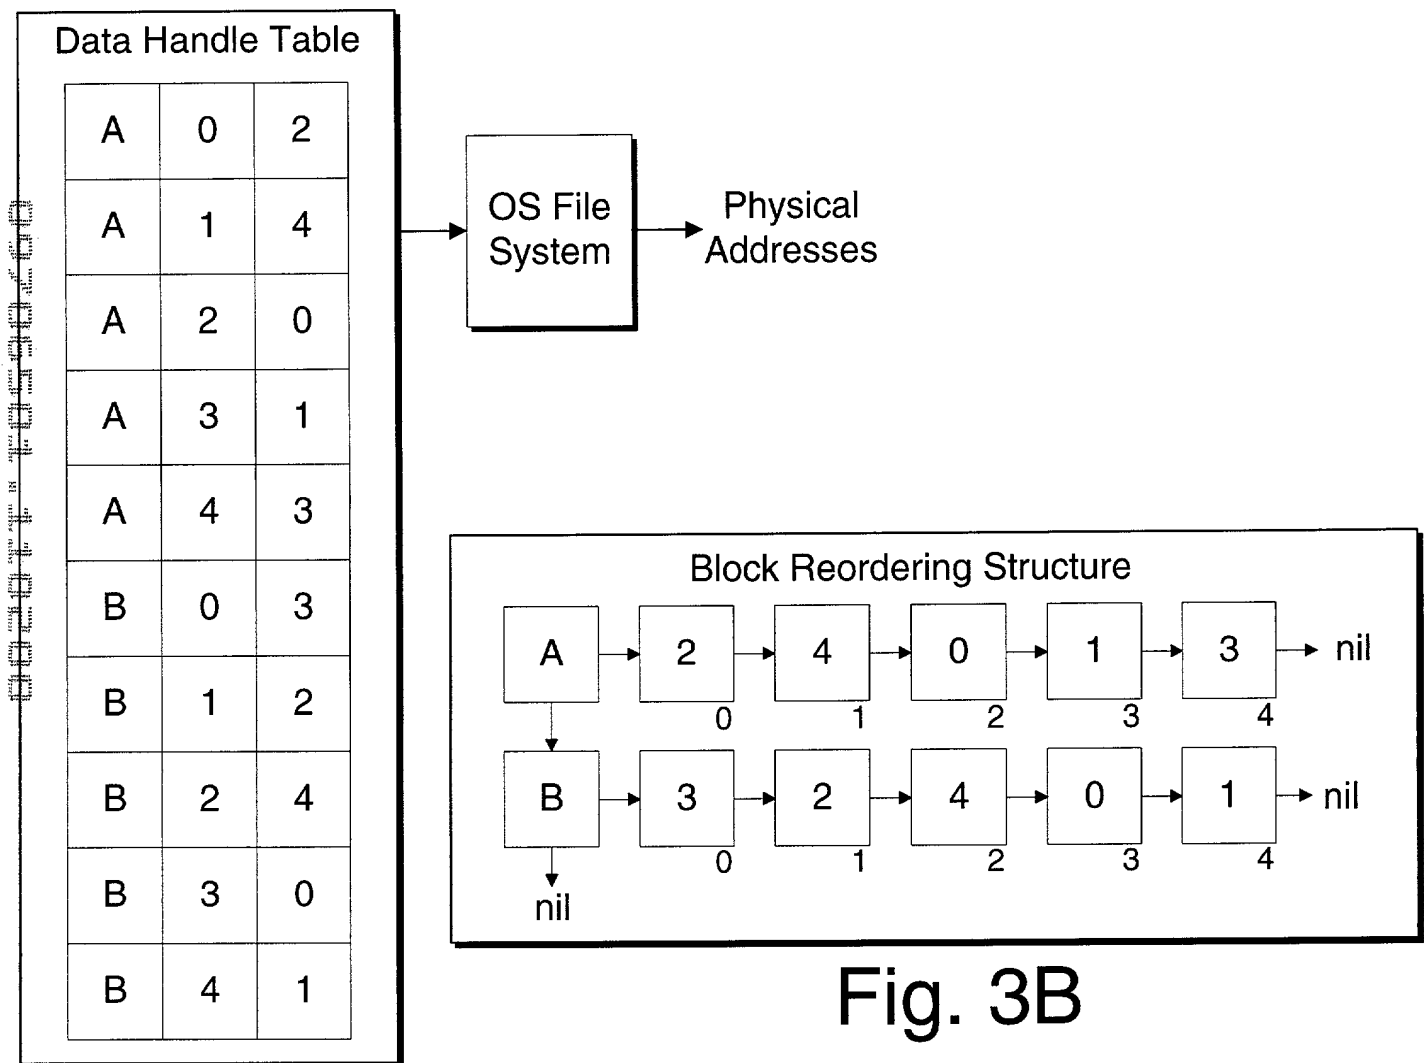 Data Handle Table
A 0 2
A 1 4
A 2 0
A 3 1
A 4 3
B 0 3
B 1 2
B 2 4
B 3 0
B 4 1
OS File
System
Physical
Addresses
Block Reordering Structure
A 2 4 0 1 3 nil
0 1 2 3 4
B 3 2 4 0 1 nil
0 1 2 3 4
nil
Fig. 3B